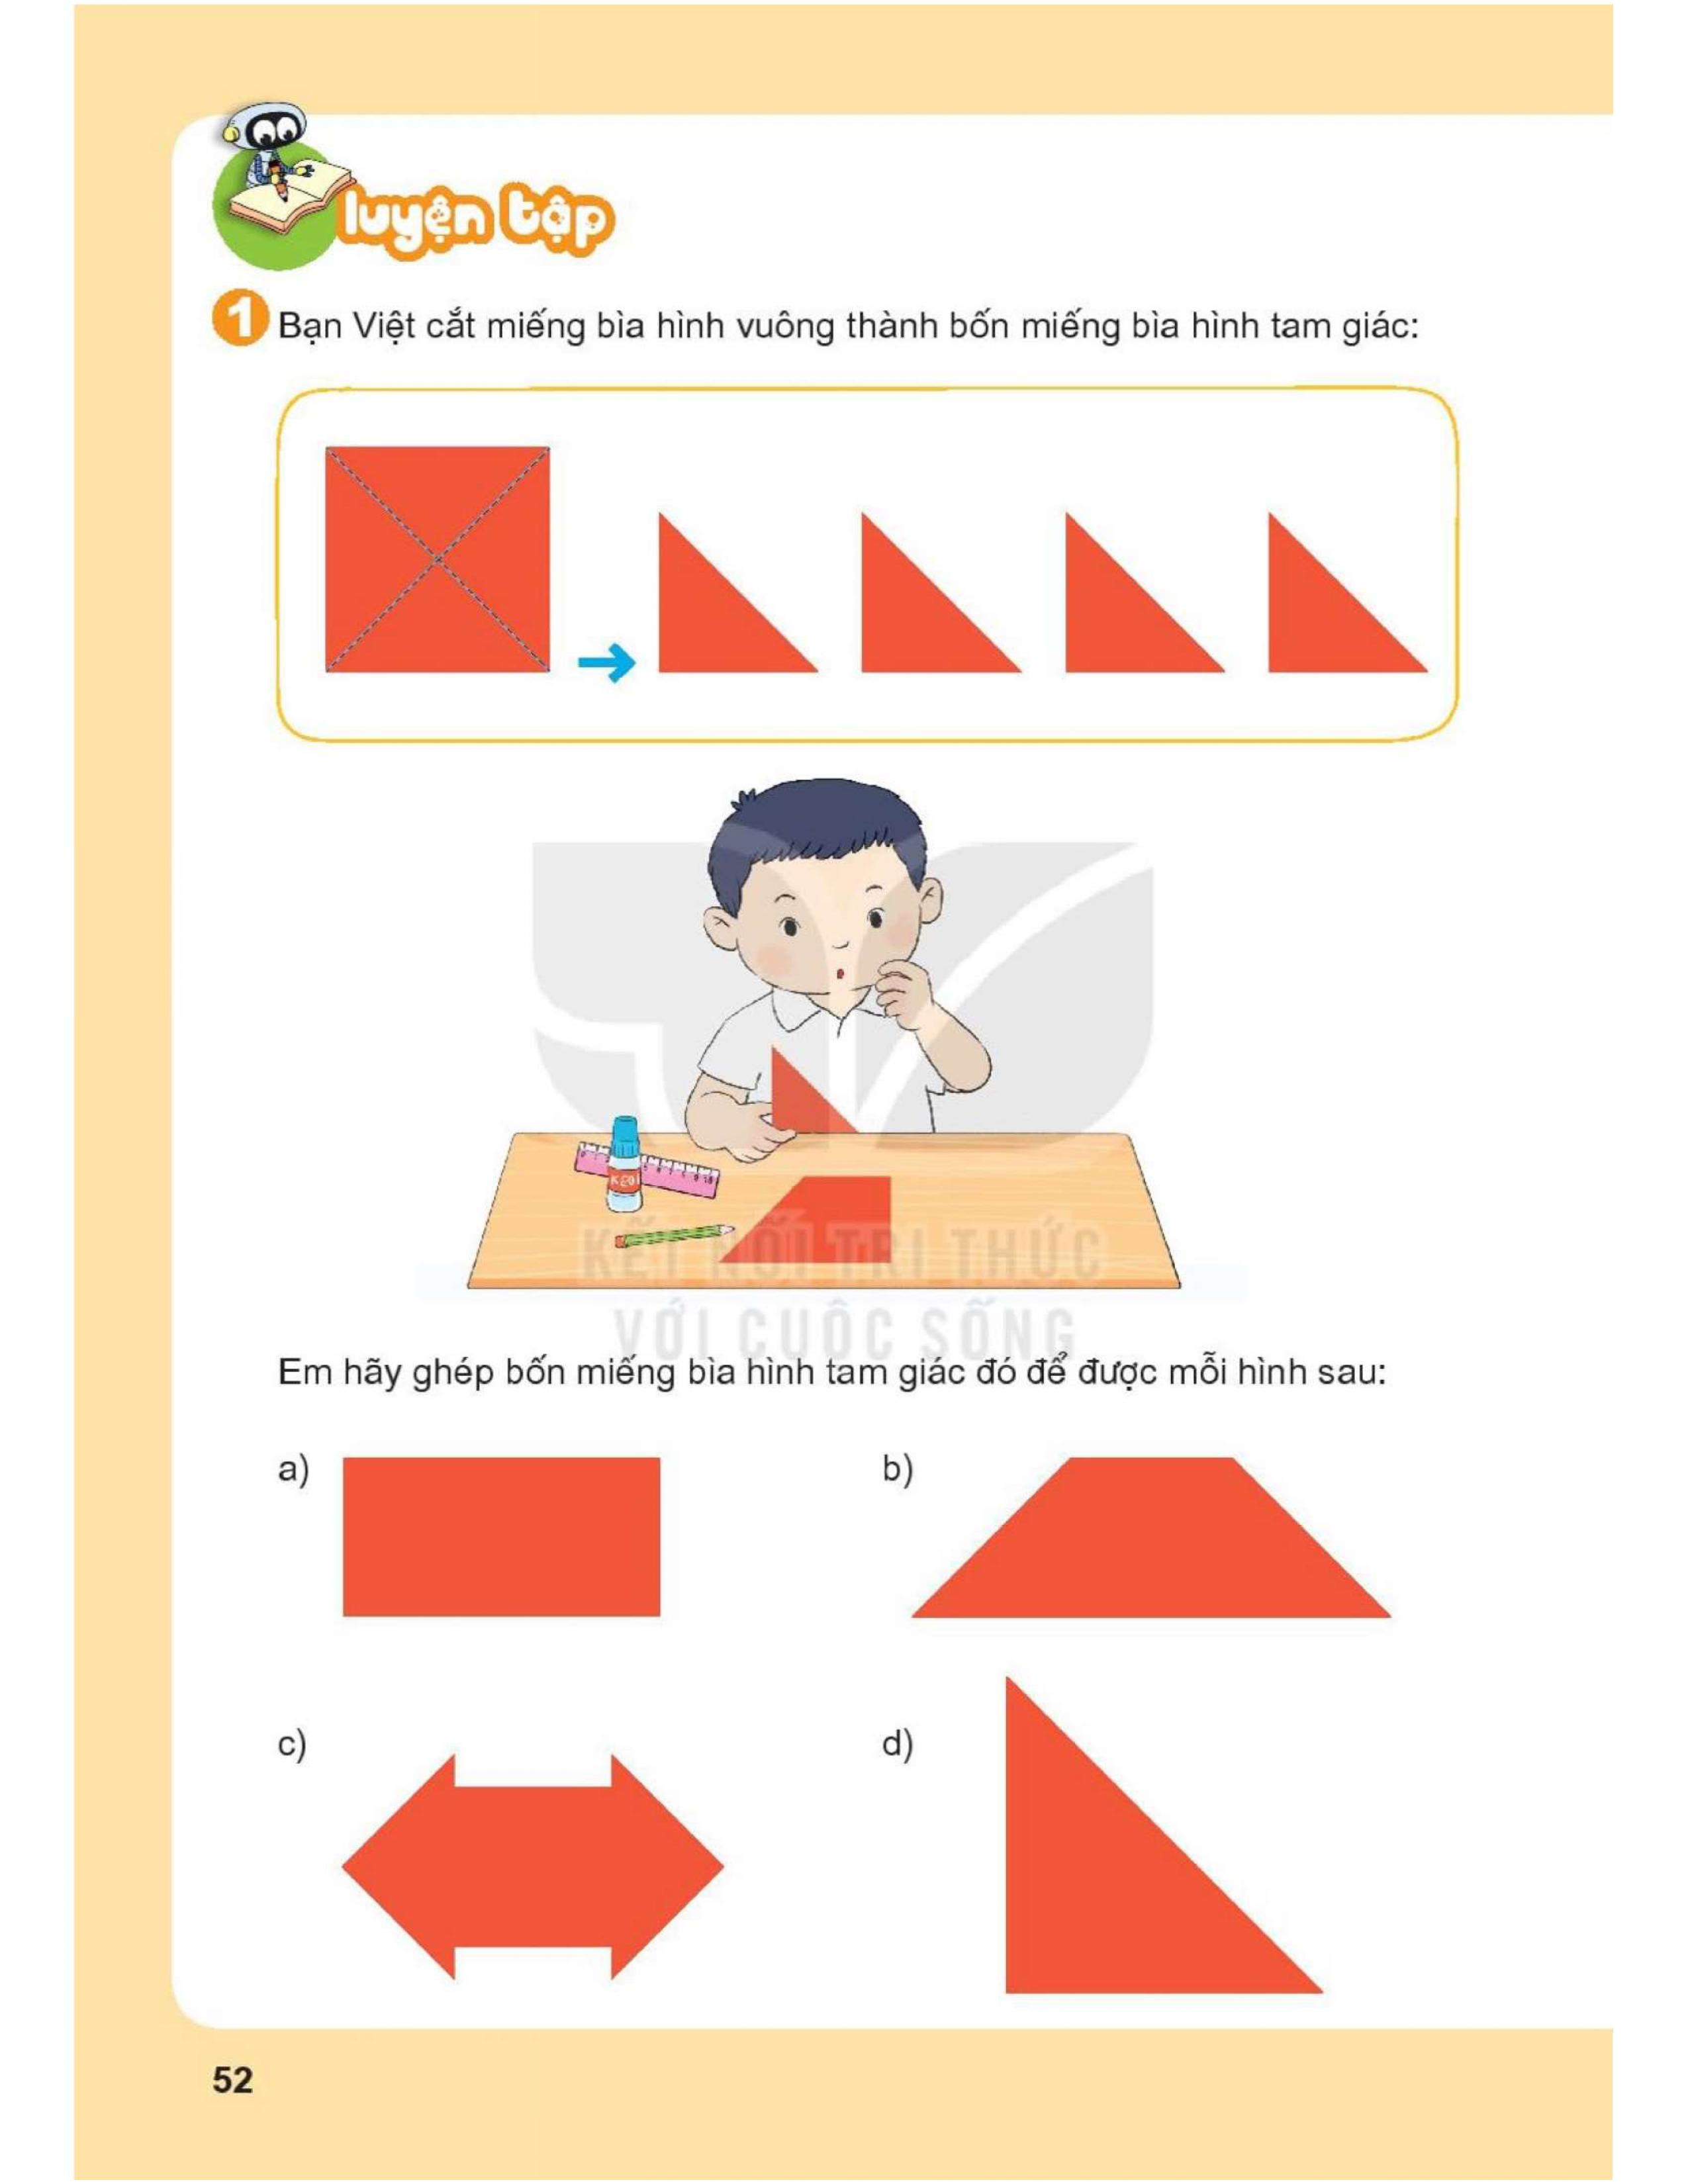 luyện tập
1 Bạn Việt cắt miếng bìa hình vuông thành bốn miếng bìa hình tam giác:
KEO
KẾT NỐI TRI THỨC
VỚI CUỘC SỐNG
Em hãy ghép bốn miếng bìa hình tam giác đó để được mỗi hình sau:
a)
b)
c)
d)
52